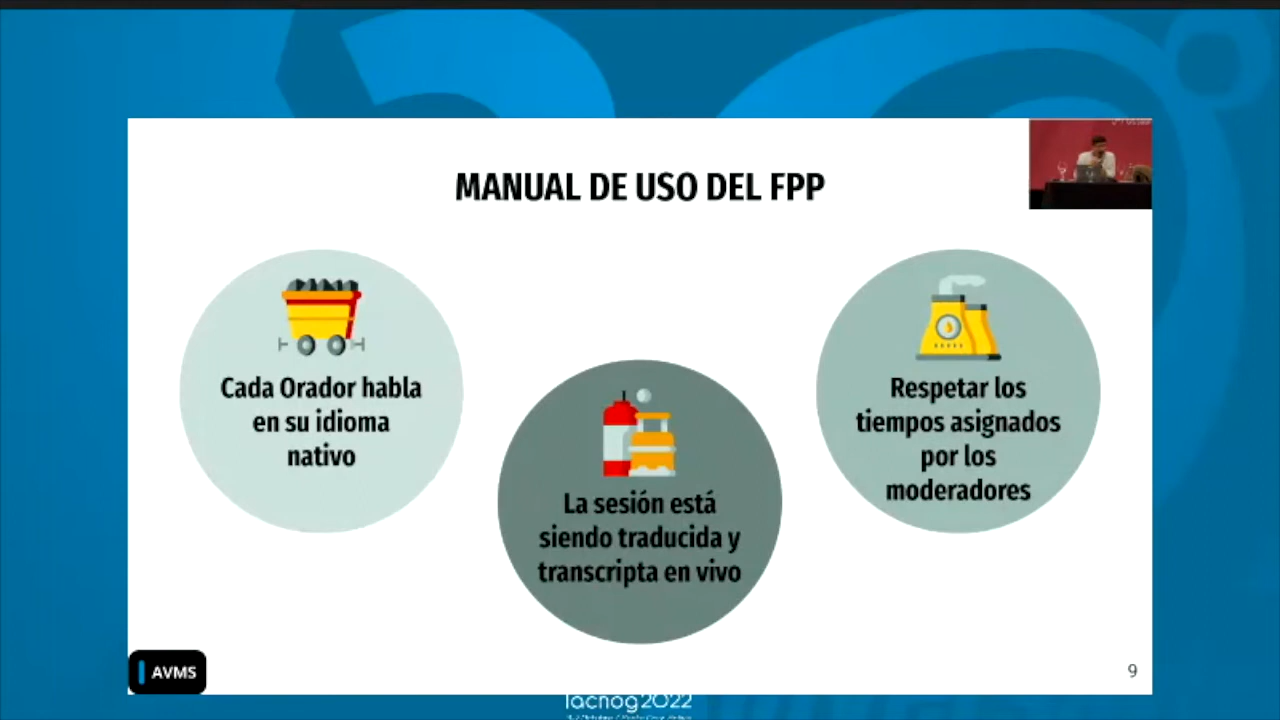 MANUAL DE USO DEL FPP
Cada Orador habla
en su idioma
nativo
La sesión está
siendo traducida y
transcripta en vivo
Respetar los
tiempos asignados
por los
moderadores
AVMS
9
lacnog2022